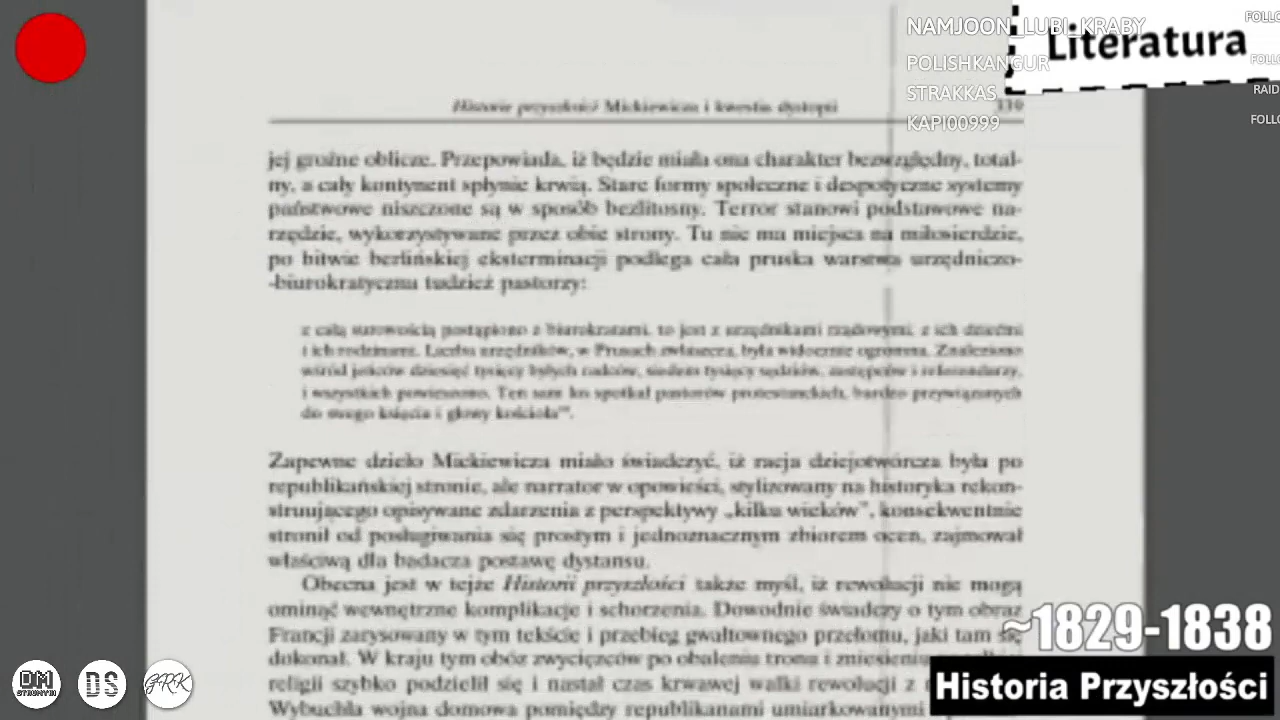 NAMJOON_LUBI_KRABY
POLISHKANGUR
STRAKKAS
KAPI00999
FOLLO
FOLLO
RAID
FOLLO
Literatura
Historie przyszłości Mickiewicza i kwestia dystopii
jej groźne oblicze. Przepowiada, iż będzie miała ona charakter bezwzględny, total-
ny, a cały kontynent spłynie krwią. Stare formy społeczne i despotyczne systemy
państwowe niszczone są w sposób bezlitosny. Terror stanowi podstawowe na-
rzędzie, wykorzystywane przez obie strony. Tu nie ma miejsca na miłosierdzie,
po bitwie berlińskiej eksterminacji podlega cała pruska warstwa urzędniczo-
-biurokratyczna tudzież pastorzy:
z całą surowością postąpiono z biurokratami, to jest z urzędnikami rządowymi, z ich dziećmi
i ich rodzinami. Liczba urzędników, w Prusach zwłaszcza, była widocznie ogromna. Znaleziono
wśród jeńców dziesięć tysięcy byłych radców, siedem tysięcy sędziów, zastępców i referendarzy,
i wszystkich powieszono. Ten sam los spotkał pastorów protestanckich, bardzo przywiązanych
do swego księcia i głowy kościoła
Zapewne dzieło Mickiewicza miało świadczyć, iż racja dziejotwórcza była po
republikańskiej stronie, ale narrator w opowieści, stylizowany na historyka rekon-
struującego opisywane zdarzenia z perspektywy „kilku wieków”, konsekwentnie
stronił od posługiwania się prostym i jednoznacznym zbiorem ocen, zajmował
właściwą dla badacza postawę dystansu.
Obecna jest w tejże Historii przyszłości także myśl, iż rewolucji nie mogą
ominąć wewnętrzne komplikacje i schorzenia. Dowodnie świadczy o tym obraz
Francji zarysowany w tym tekście i przebieg gwałtownego przełomu, jaki tam się
dokonał. W kraju tym obóz zwycięzców po obaleniu tronu i zniesieniu
religii szybko podzielił się i nastał czas krwawej walki rewolucji z
Wybuchła wojna domowa pomiędzy republikanami umiarkowanymi
~1829-1838
Historia Przyszłości
DM
DS
GRK